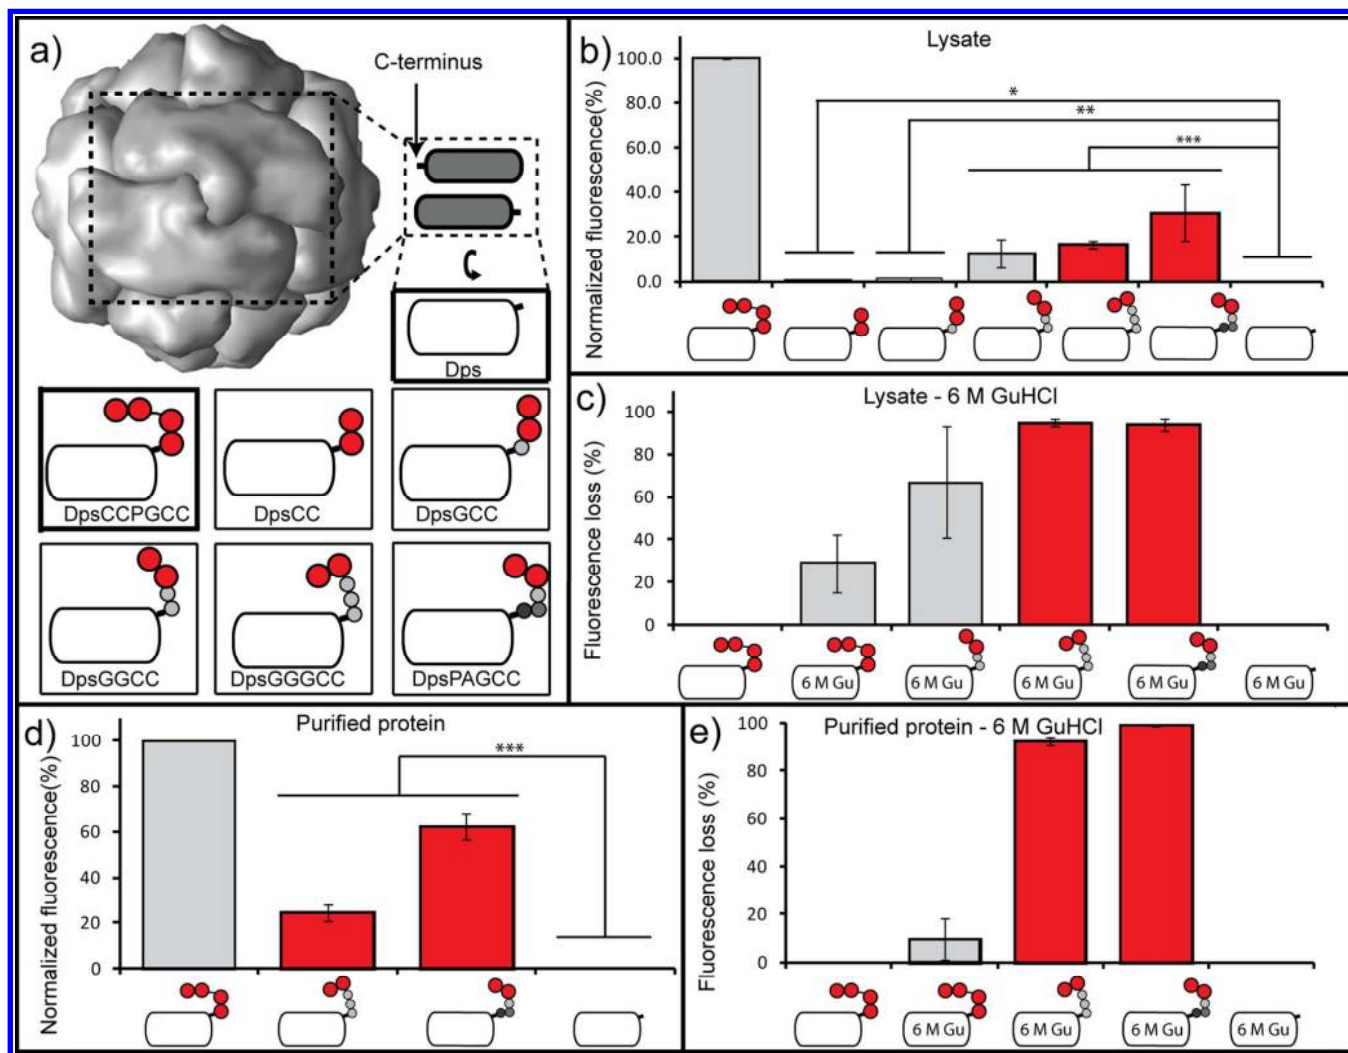 a)
C-terminus
Dps
DpsCCPGCC
DpsCC
DpsGCC
DpsGGCC
DpsGGGCC
DpsPAGCC
b)
Lysate
Normalized fluorescence(%)
100.0
100.0
80.0
60.0
40.0
20.0
0.0
*
**
***
c)
Lysate - 6 M GuHCl
Fluorescence loss (%)
100
80
60
40
20
0
6 M Gu
6 M Gu
6 M Gu
6 M Gu
d)
Purified protein
Normalized fluorescence(%)
100
80
60
40
20
0
***
e)
Purified protein - 6 M GuHCl
Fluorescence loss (%)
100
80
60
40
20
0
6 M Gu
6 M Gu
6 M Gu
6 M Gu